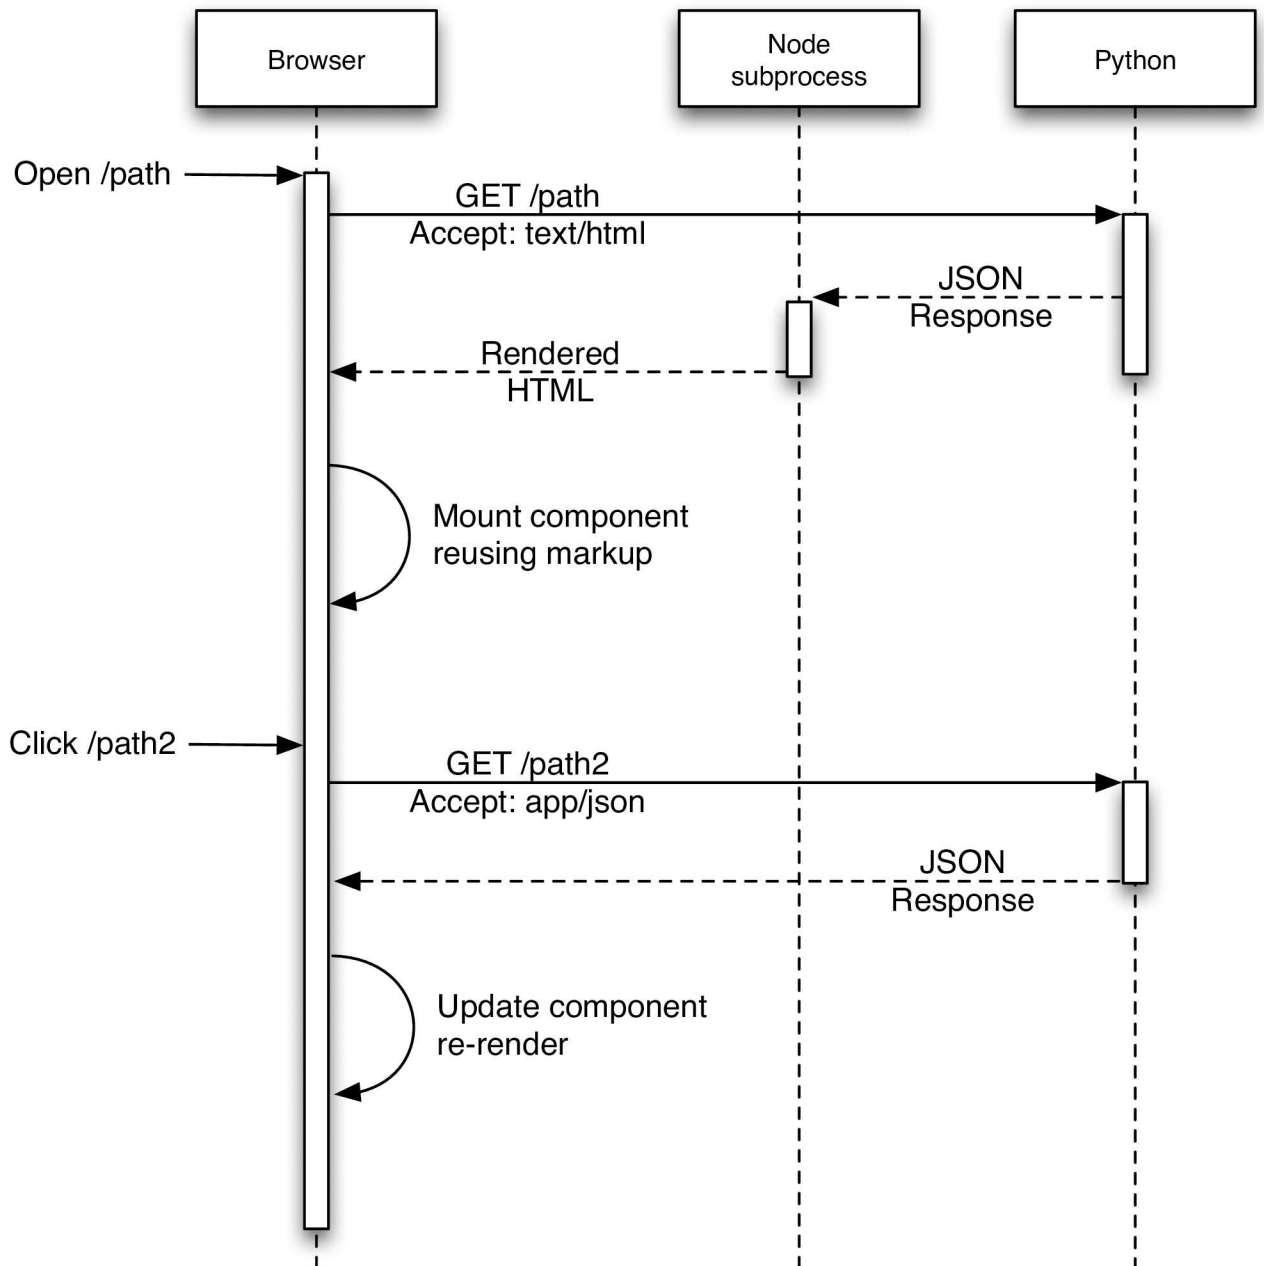 Browser
Node
subprocess
Python
Open /path
GET /path
Accept: text/html
JSON
Response
Rendered
HTML
Mount component
reusing markup
Click /path2
GET /path2
Accept: app/json
JSON
Response
Update component
re-render